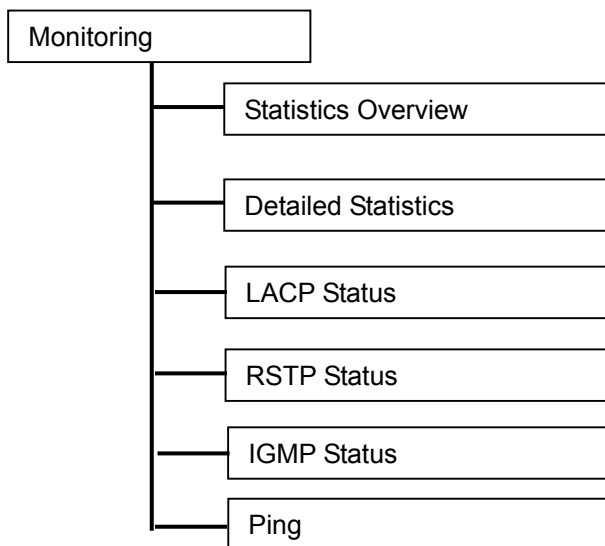 Monitoring
Statistics Overview
Detailed Statistics
LACP Status
RSTP Status
IGMP Status
Ping